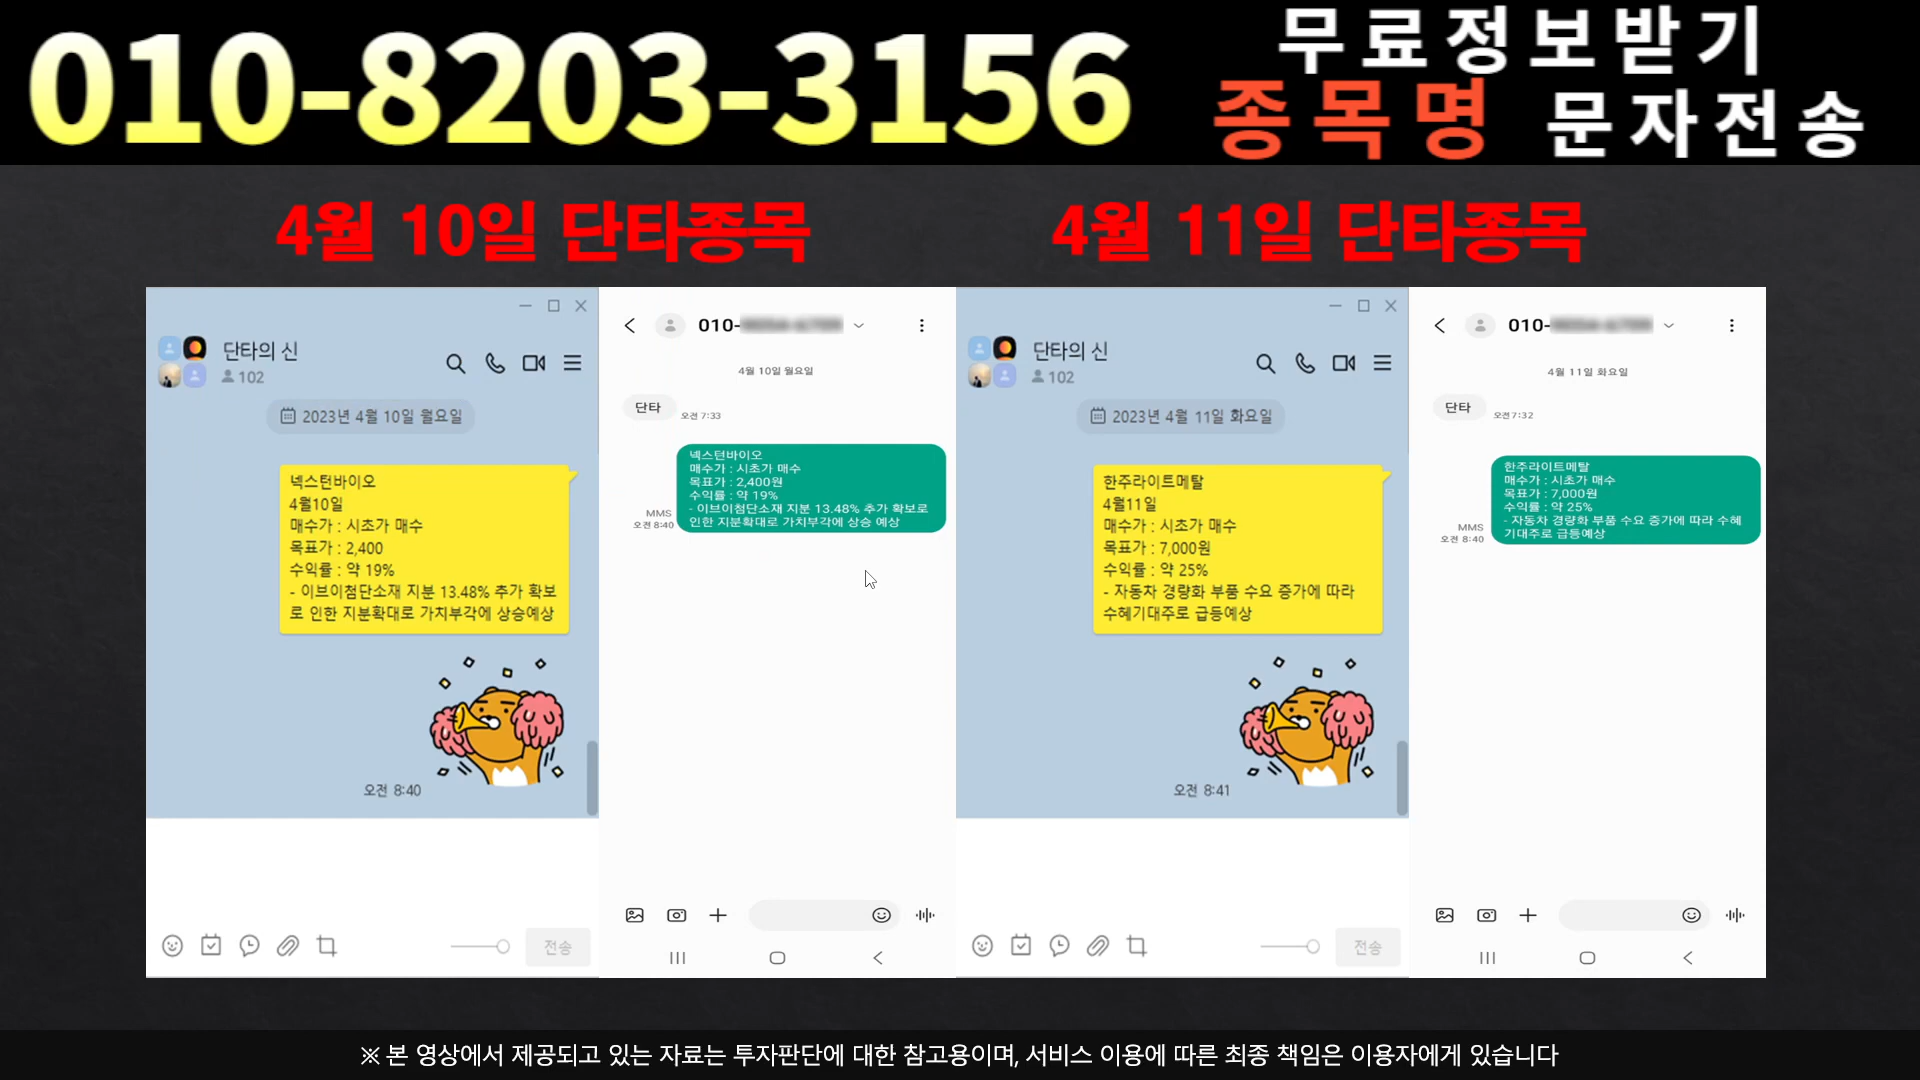 010-8203-3156
무료정보받기
종목명 문자전송
4월 10일 단타종목
4월 11일 단타종목
단타의 신
102
2023년 4월 10일 월요일
넥스턴바이오
4월10일
매수가 : 시초가 매수
목표가 : 2,400
수익률 : 약 19%
- 이브이첨단소재 지분 13.48% 추가 확보
로 인한 지분확대로 가치부각에 상승예상
오전 8:40
전송
010-
4월 10일 월요일
단타
오전 7:33
넥스턴바이오
매수가 : 시초가 매수
목표가 : 2,400원
수익률 : 약 19%
- 이브이첨단소재 지분 13.48% 추가 확보로
인한 지분확대로 가치부각에 상승 예상
MMS
오전 8:40
단타의 신
102
2023년 4월 11일 화요일
한주라이트메탈
4월11일
매수가 : 시초가 매수
목표가 : 7,000원
수익률 : 약 25%
- 자동차 경량화 부품 수요 증가에 따라
수혜기대주로 급등예상
오전 8:41
전송
010-
4월 11일 화요일
단타
오전 7:32
한주라이트메탈
매수가 : 시초가 매수
목표가 : 7,000원
수익률 : 약 25%
- 자동차 경량화 부품 수요 증가에 따라 수혜
기대주로 급등예상
MMS
오전 8:40
※ 본 영상에서 제공되고 있는 자료는 투자판단에 대한 참고용이며, 서비스 이용에 따른 최종 책임은 이용자에게 있습니다